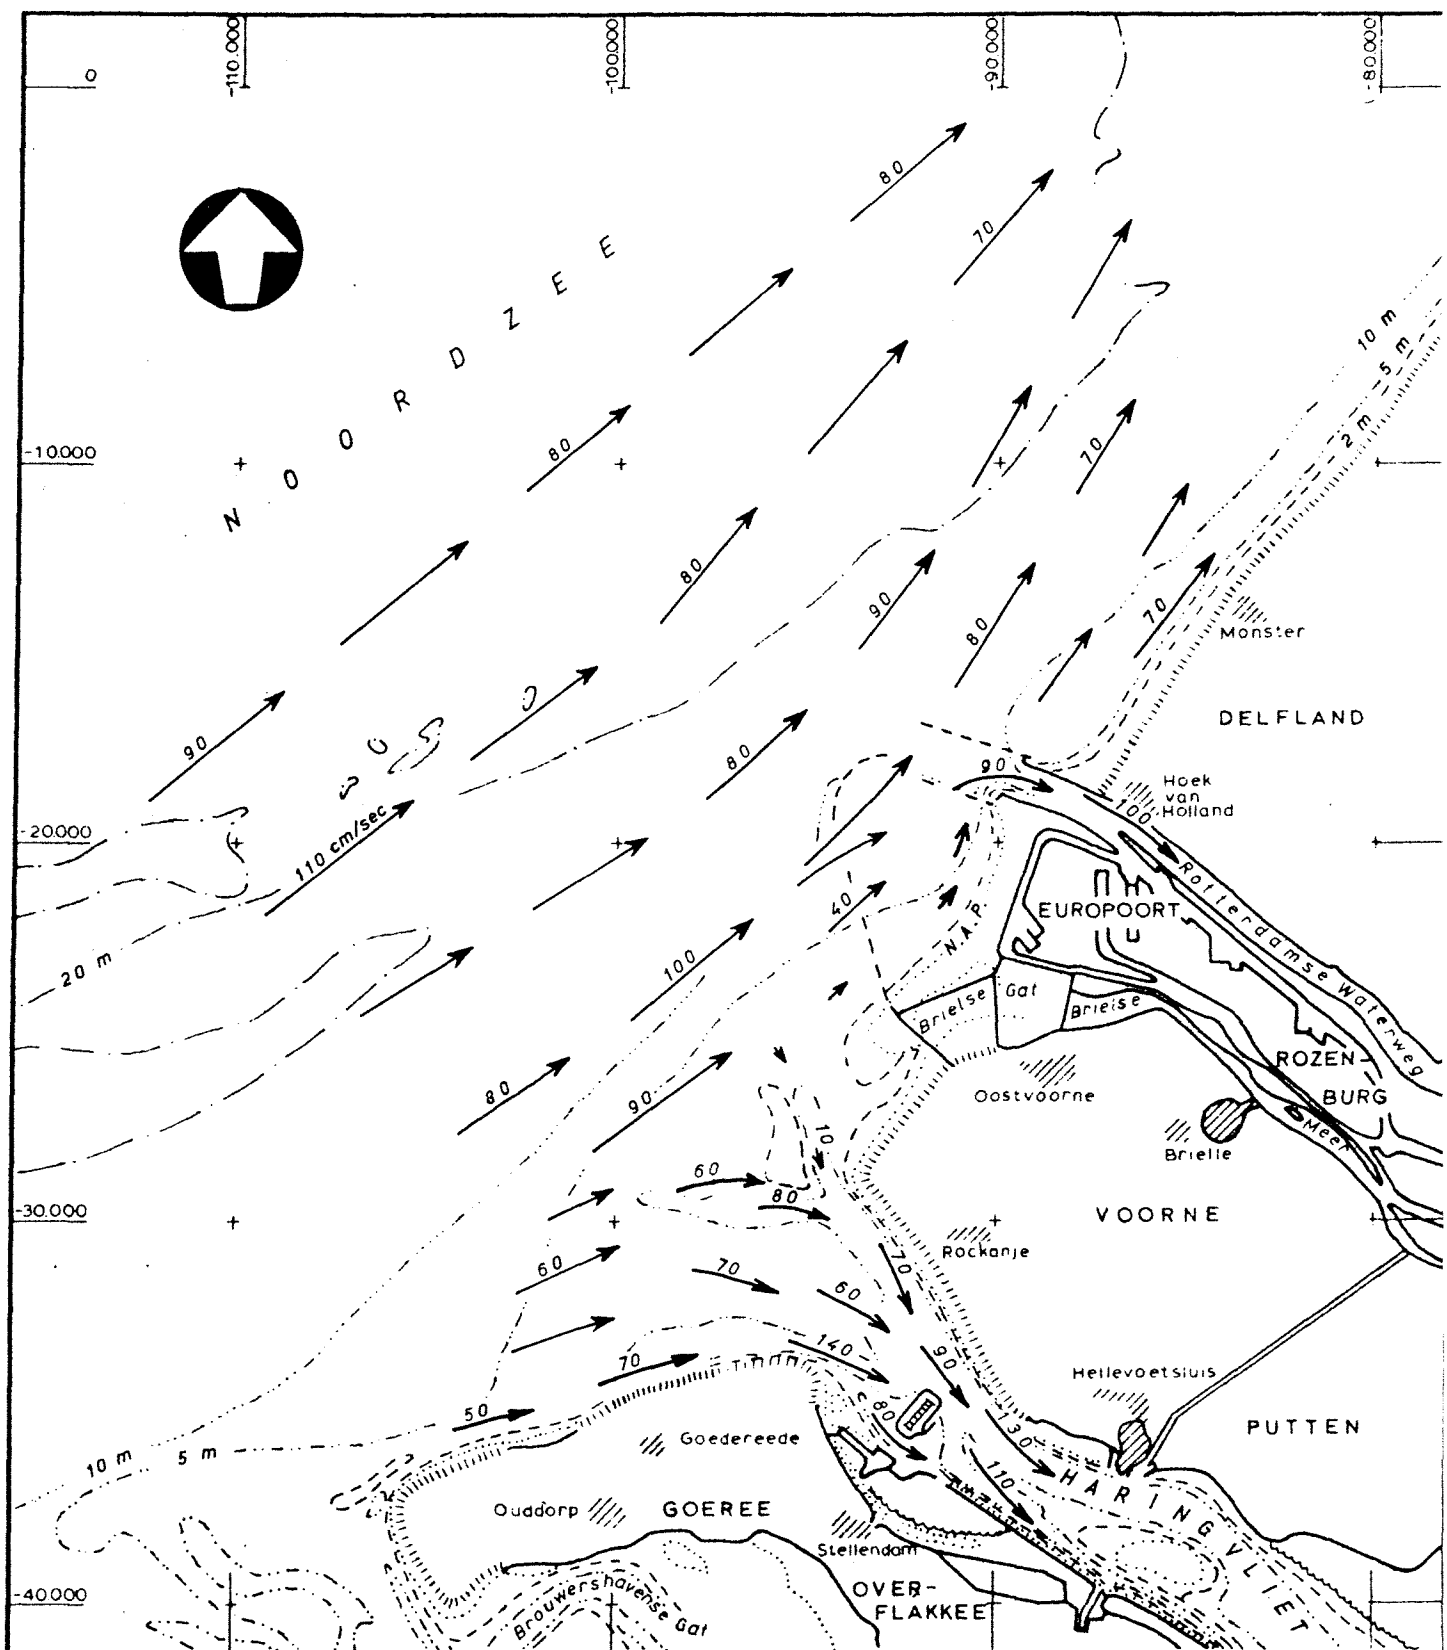 -110.000
-100.000
-90.000
-80.000
0
80
70
NOORDZEE
10 m
5 m
2 m
80
-10.000
70
80
90
80
70
Monster
DELFLAND
90
80
90
Hoek
van
Holland
100
110 cm/sec
-20.000
Rotterdamse Waterweg
EUROPOORT
40
N.A.P.
20 m
100
Brielse
Gat
Brielse
ROZEN-
BURG
80
90
Oostvoorne
10
Meer
Brielle
60
80
-30.000
VOORNE
Rockanje
70
60
70
60
140
90
70
Hellevoetsluis
50
80
130
PUTTEN
Goedereede
10 m
5 m
110
HARINGVLIET
Ouddorp
GOEREE
Stellendam
-40.000
Brouwershavense Gat
OVER-
FLAKKEE